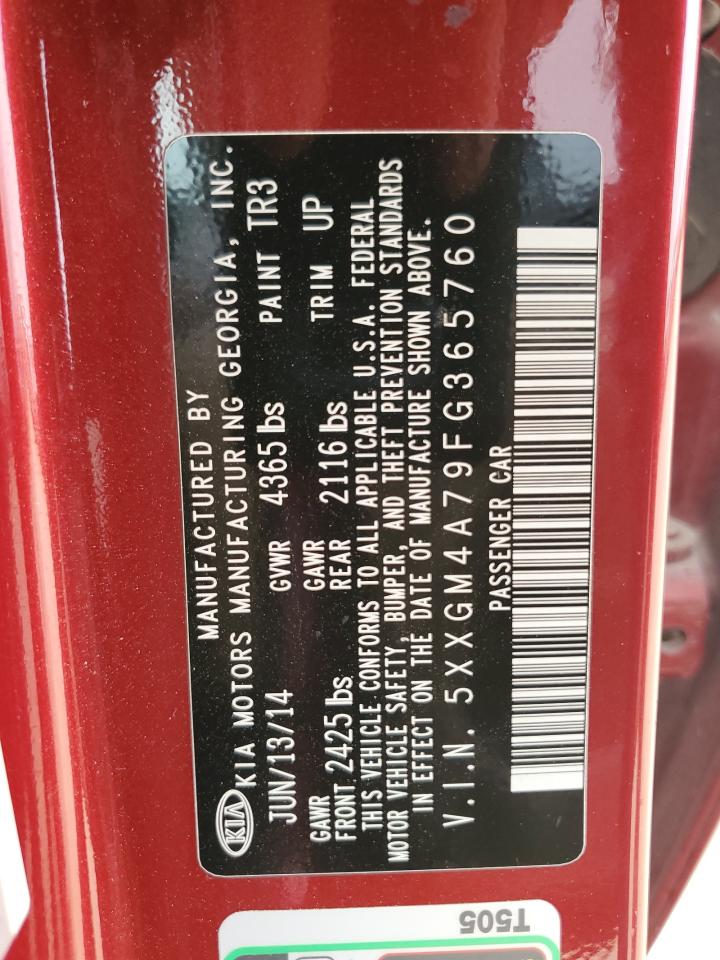 MANUFACTURED BY
KIA KIA MOTORS MANUFACTURING GEORGIA, INC.
JUN/13/14 GVWR 4365 lbs PAINT TR3
GAWR GAWR
FRONT 2425 lbs REAR 2116 lbs TRIM UP
THIS VEHICLE CONFORMS TO ALL APPLICABLE U.S.A. FEDERAL
MOTOR VEHICLE SAFETY, BUMPER, AND THEFT PREVENTION STANDARDS
IN EFFECT ON THE DATE OF MANUFACTURE SHOWN ABOVE.
V.I.N. 5XXGM4A79FG365760
PASSENGER CAR
T505